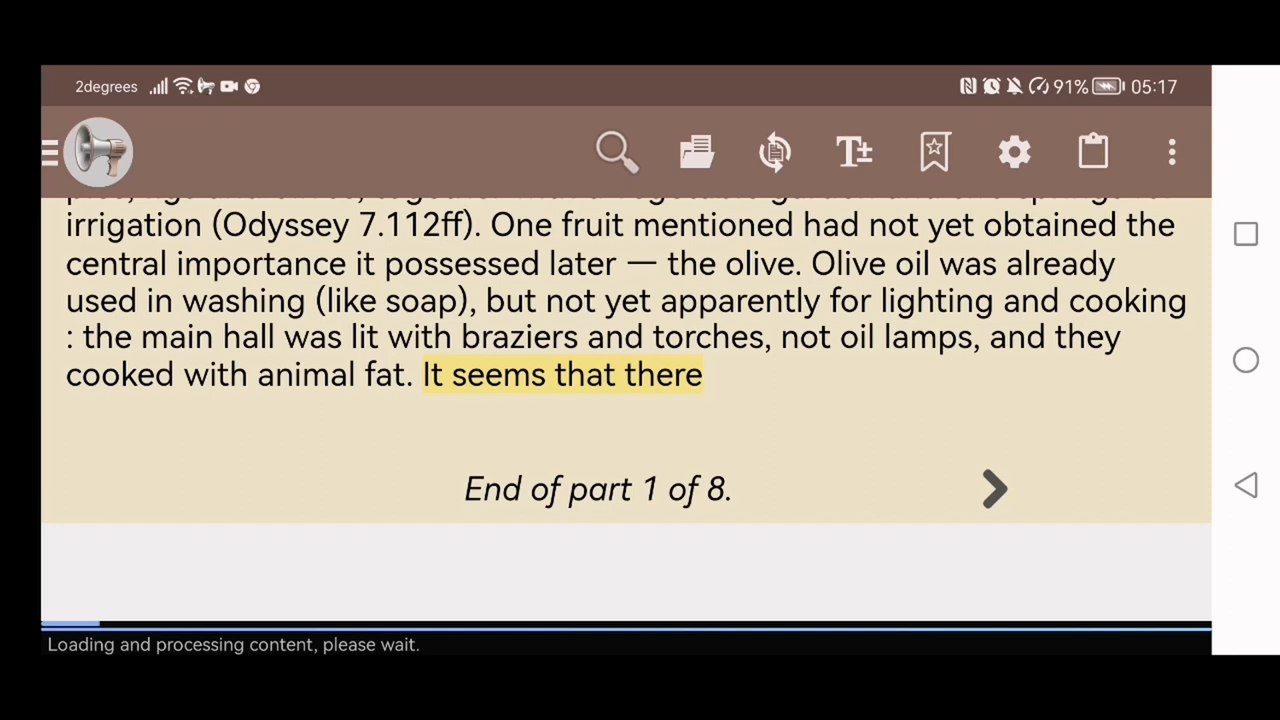 2degrees 91% 05:17
irrigation (Odyssey 7.112ff). One fruit mentioned had not yet obtained the
central importance it possessed later — the olive. Olive oil was already
used in washing (like soap), but not yet apparently for lighting and cooking
: the main hall was lit with braziers and torches, not oil lamps, and they
cooked with animal fat. It seems that there
End of part 1 of 8.
Loading and processing content, please wait.